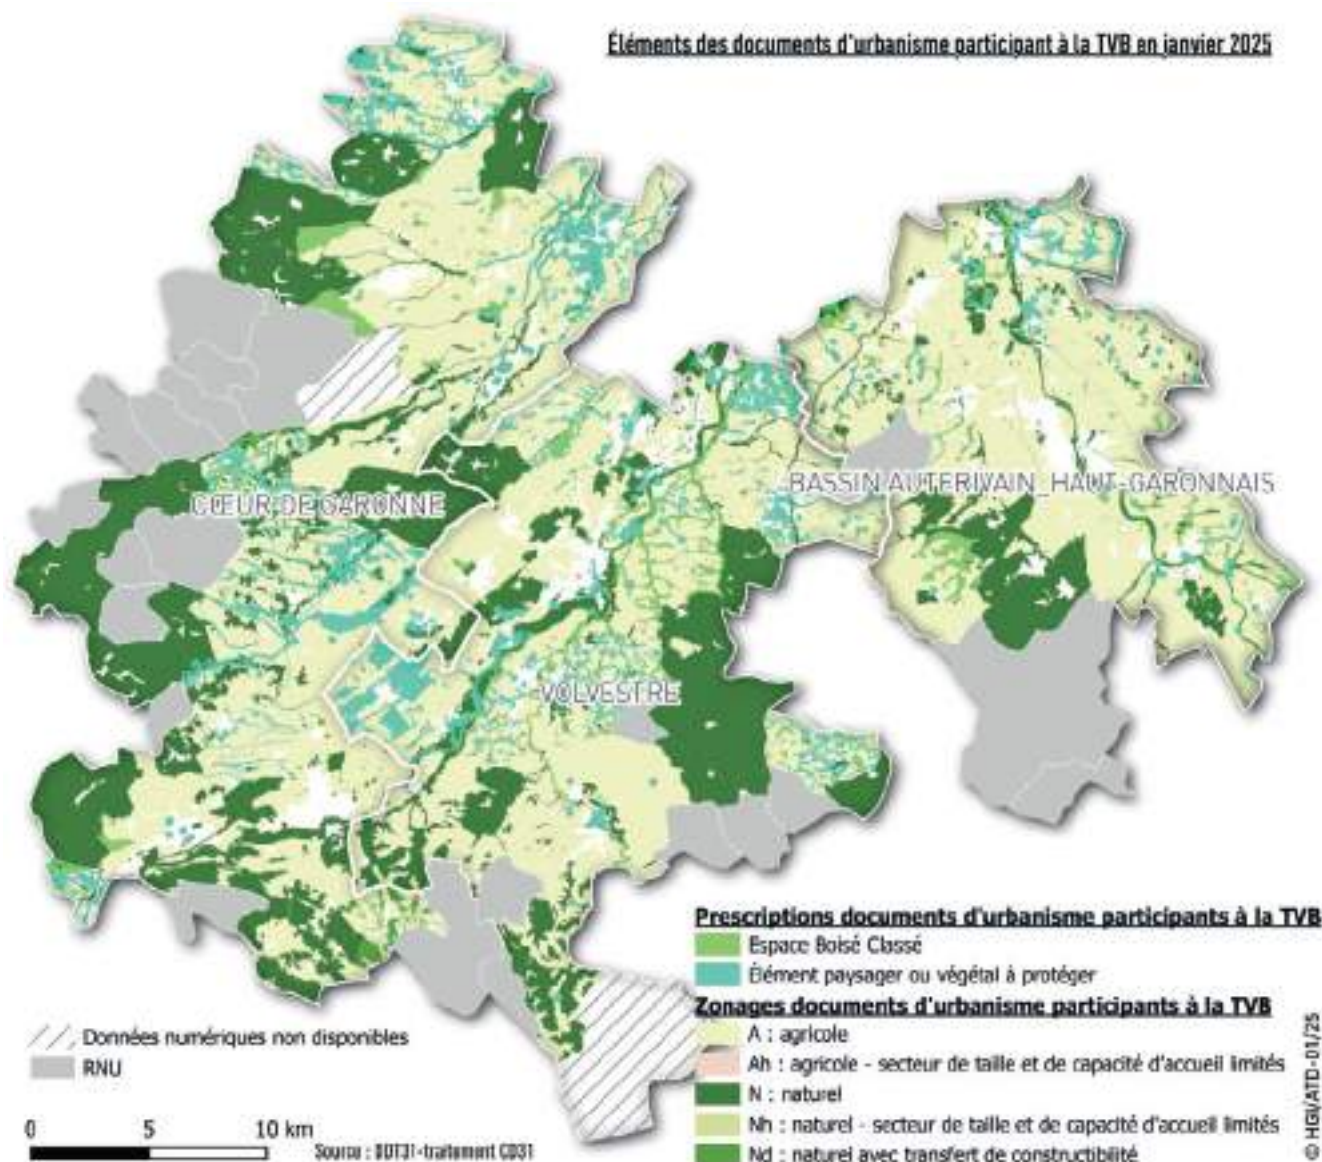 Éléments des documents d'urbanisme participant à la TVB en janvier 2025
BASSIN AUTERIVAIN_HAUT-GARONNAIS
CŒUR DE GARONNE
VOLVESTRE
Prescriptions documents d'urbanisme participants à la TVB
Espace Boisé Classé
Élément paysager ou végétal à protéger
Zonages documents d'urbanisme participants à la TVB
A : agricole
Ah : agricole - secteur de taille et de capacité d'accueil limités
N : naturel
Nh : naturel - secteur de taille et de capacité d'accueil limités
Nd : naturel avec transfert de constructibilité
Données numériques non disponibles
RNU
0 5 10 km
Source : DDT31-traitement CD31
© HGI/ATD-01/25